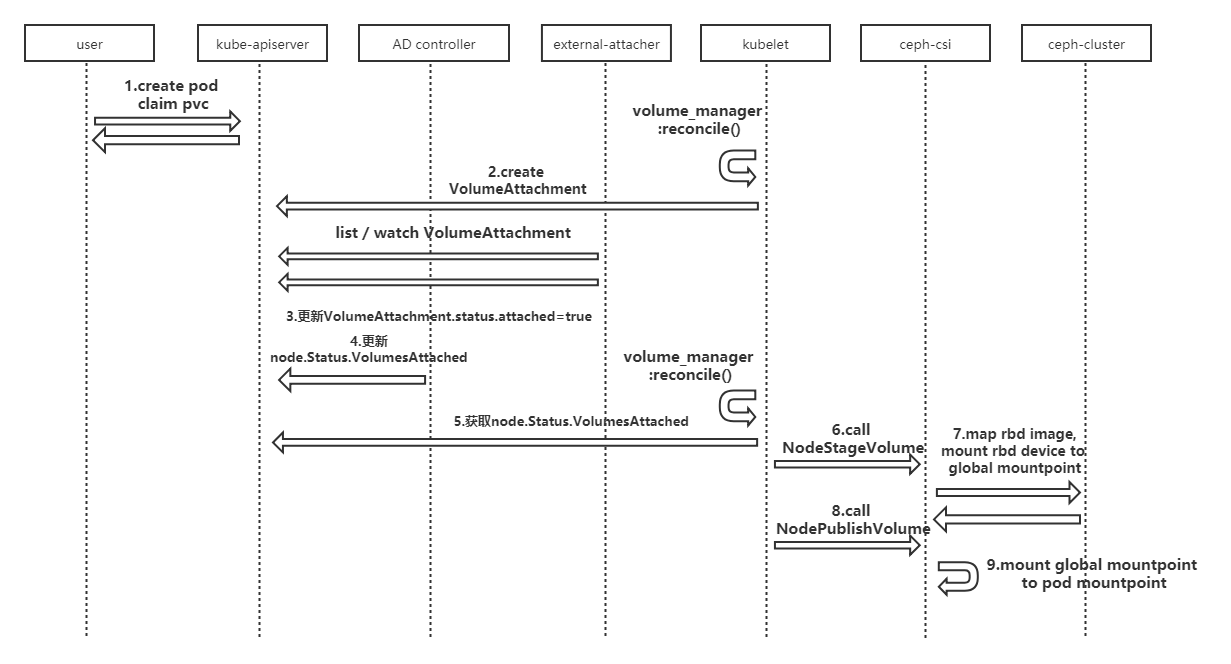 user
kube-apiserver
AD controller
external-attacher
kubelet
ceph-csi
ceph-cluster
1.create pod
claim pvc
volume_manager
:reconcile()
2.create
VolumeAttachment
list / watch VolumeAttachment
3.更新VolumeAttachment.status.attached=true
4.更新
node.Status.VolumesAttached
volume_manager
:reconcile()
5.获取node.Status.VolumesAttached
6.call
NodeStageVolume
7.map rbd image,
mount rbd device to
global mountpoint
8.call
NodePublishVolume
9.mount global mountpoint
to pod mountpoint